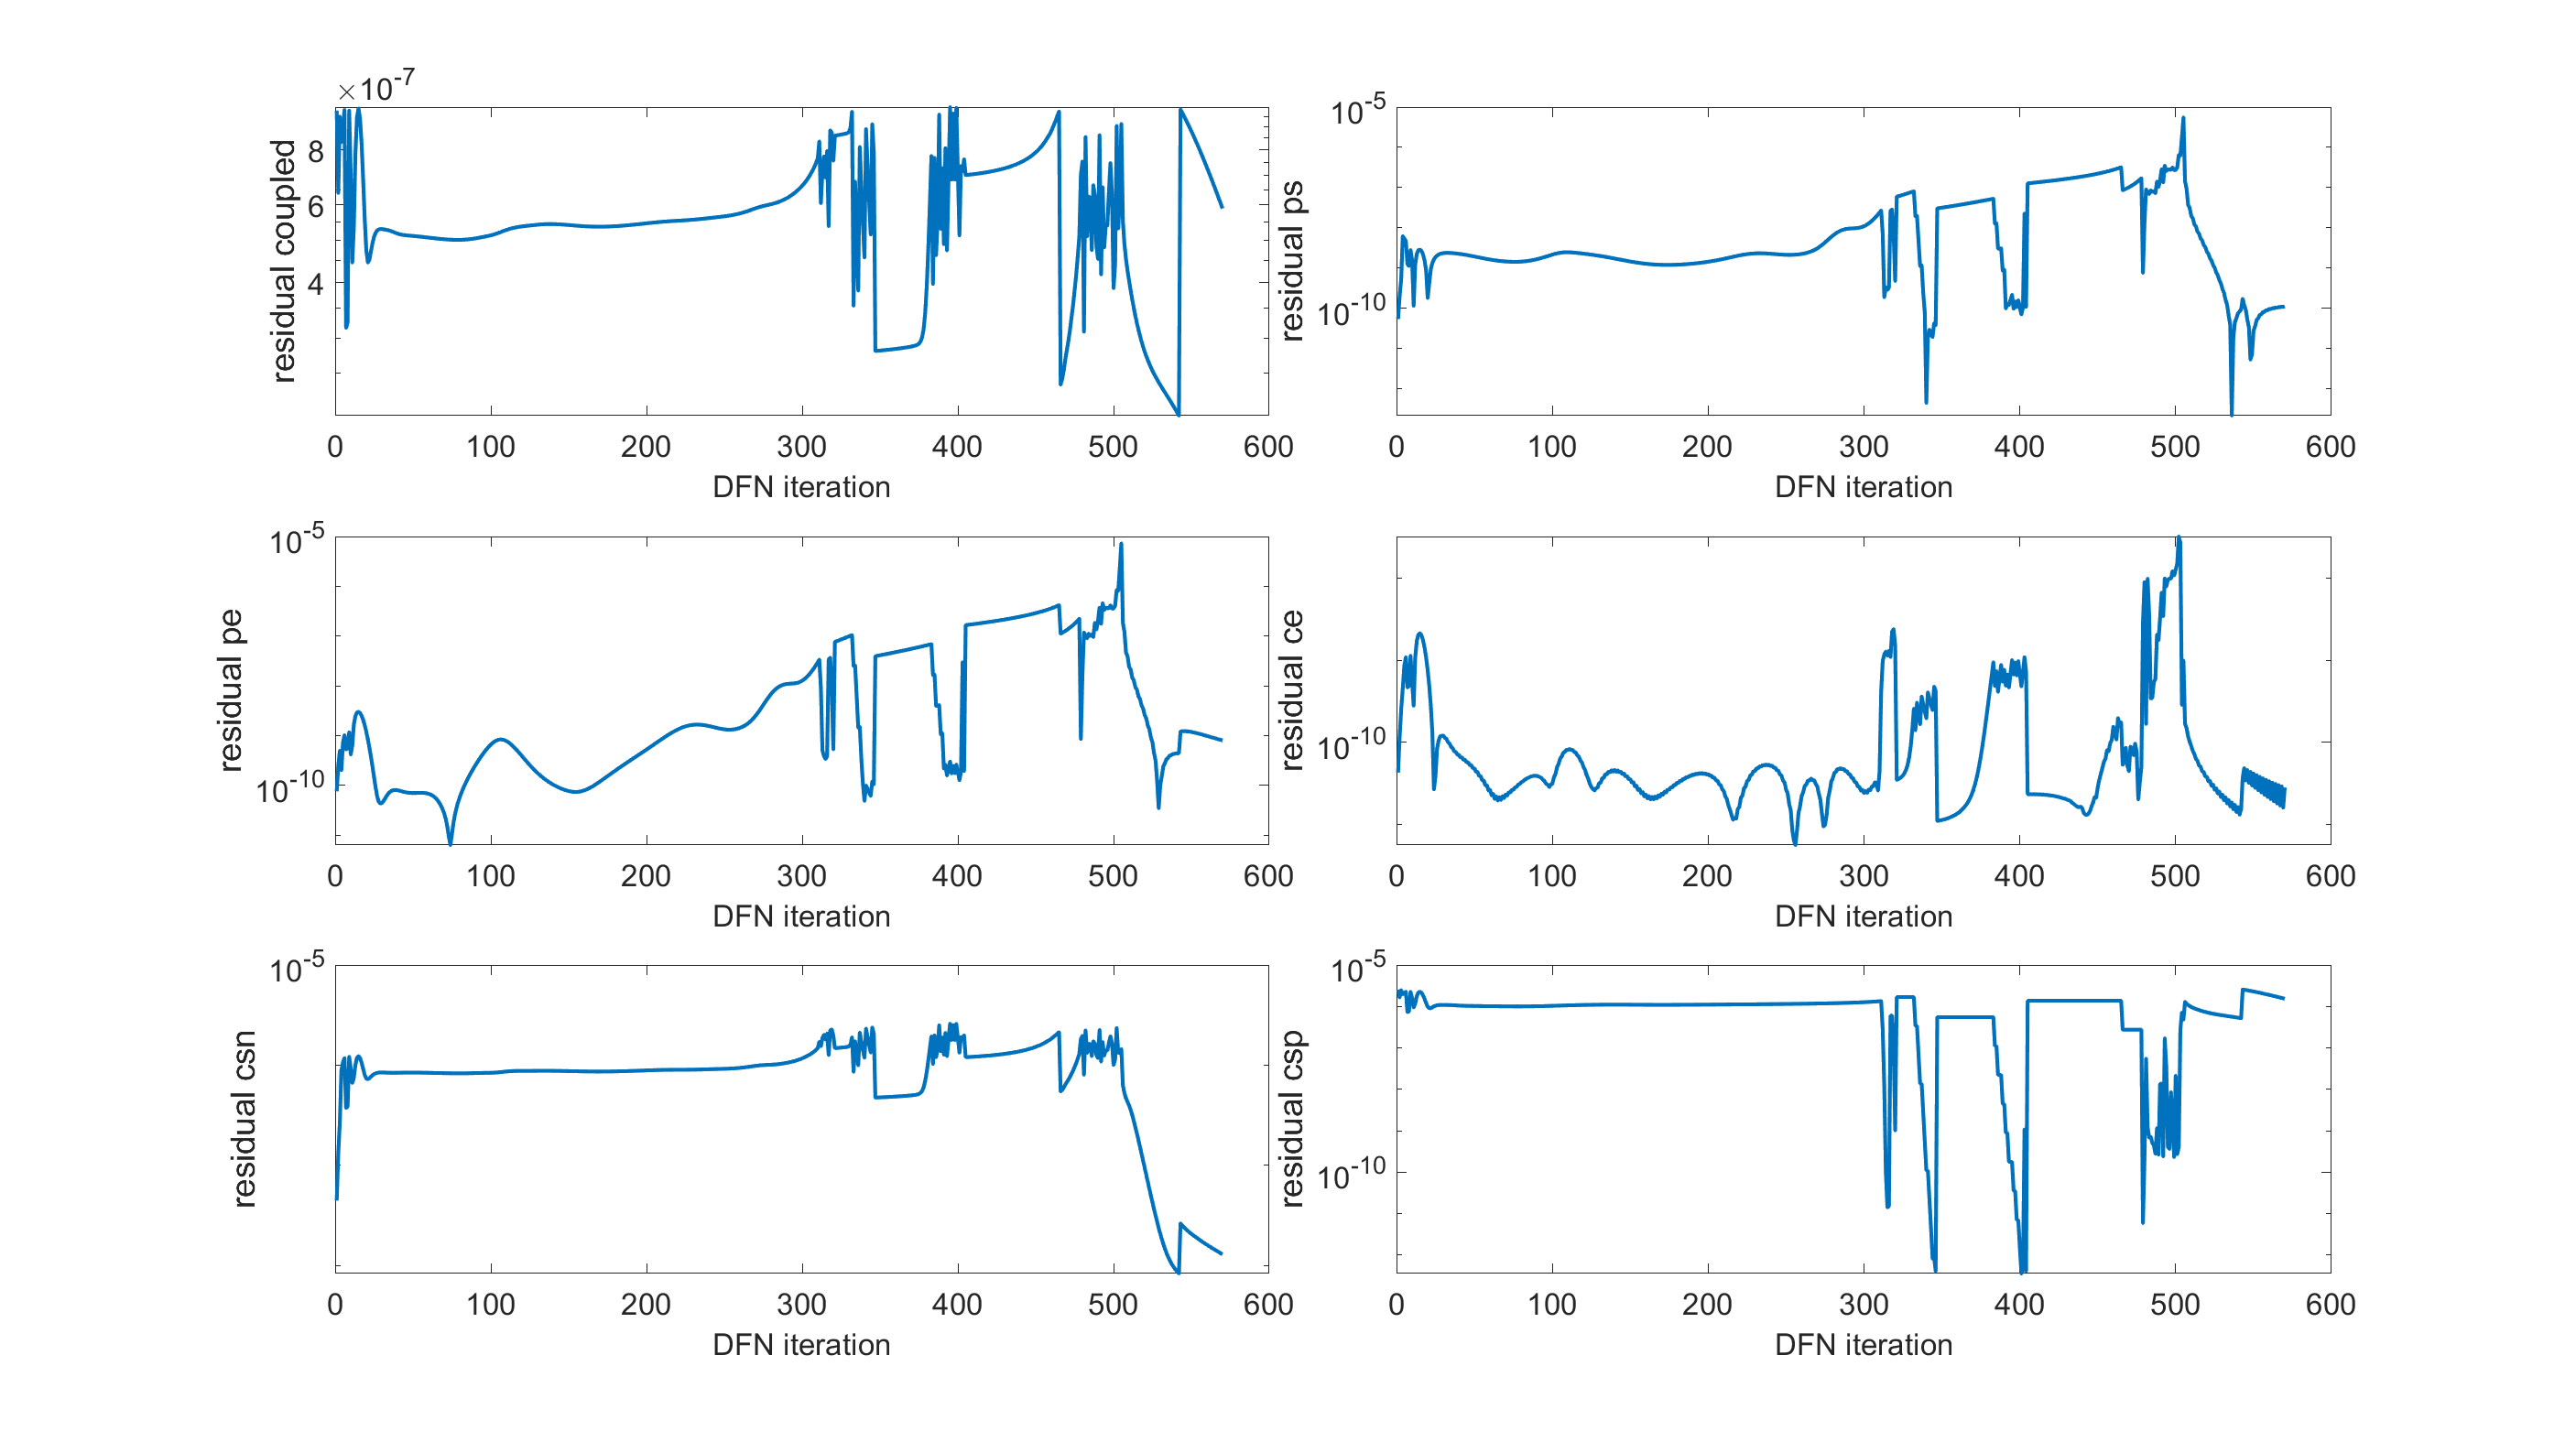 ×10-7
residual coupled
8
6
4
0 100 200 300 400 500 600
DFN iteration
residual ps
10-5
10-10
0 100 200 300 400 500 600
DFN iteration
residual pe
10-5
10-10
0 100 200 300 400 500 600
DFN iteration
residual ce
10-10
0 100 200 300 400 500 600
DFN iteration
residual csn
10-5
0 100 200 300 400 500 600
DFN iteration
residual csp
10-5
10-10
0 100 200 300 400 500 600
DFN iteration